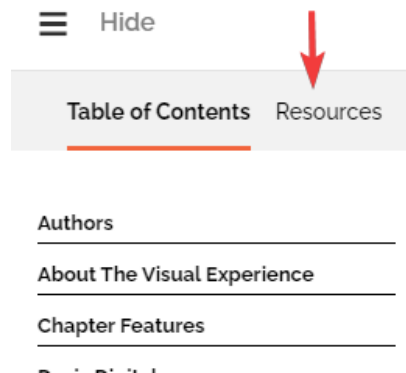 Hide
Table of Contents Resources
Authors
About The Visual Experience
Chapter Features